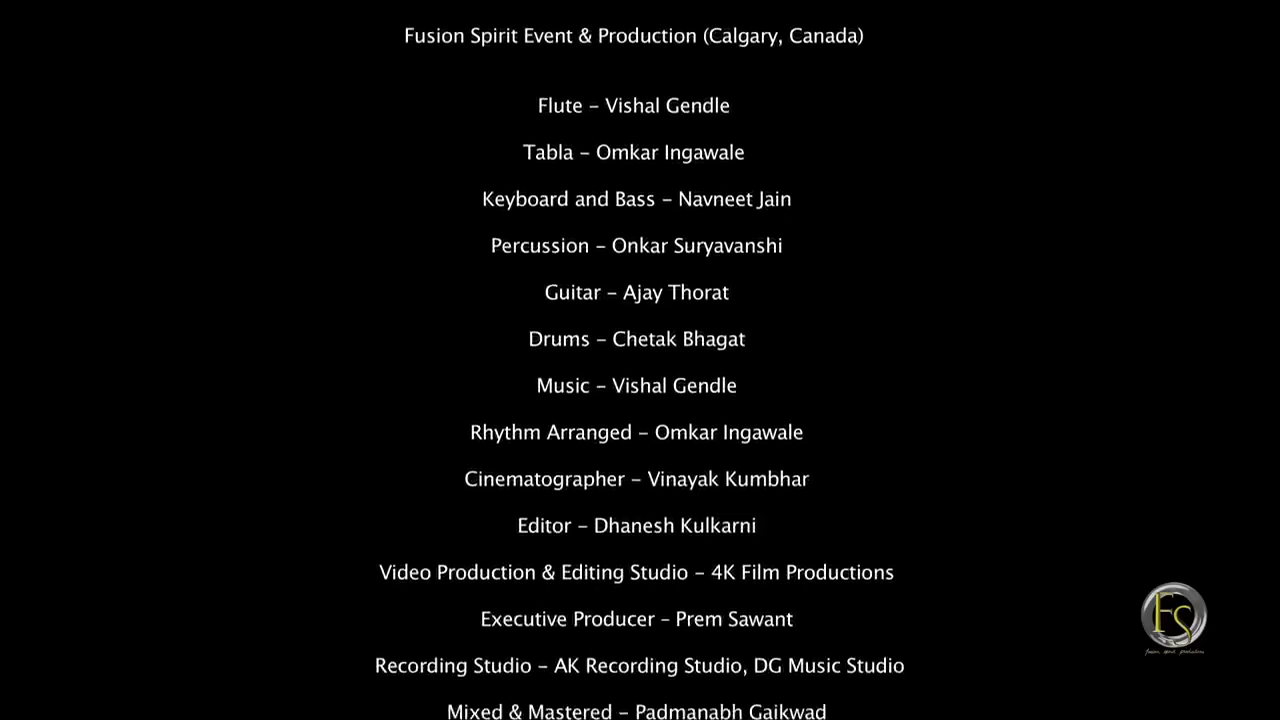 Fusion Spirit Event & Production (Calgary, Canada)
Flute – Vishal Gendle
Tabla – Omkar Ingawale
Keyboard and Bass – Navneet Jain
Percussion – Onkar Suryavanshi
Guitar – Ajay Thorat
Drums – Chetak Bhagat
Music – Vishal Gendle
Rhythm Arranged – Omkar Ingawale
Cinematographer – Vinayak Kumbhar
Editor – Dhanesh Kulkarni
Video Production & Editing Studio – 4K Film Productions
Executive Producer – Prem Sawant
Recording Studio – AK Recording Studio, DG Music Studio
Mixed & Mastered – Padmanabh Gaikwad
FS